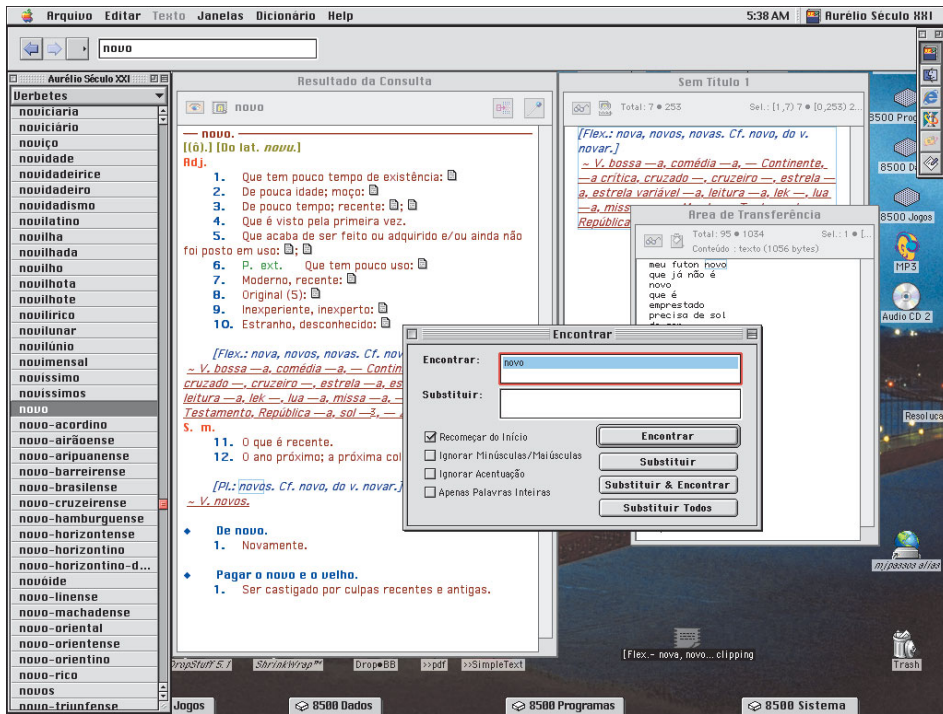 Arquivo Editar Texto Janelas Dicionário Help 5:38 AM Aurélio Século XXI
novo
Aurélio Século XXI
Verbetes
noviciaria
noviciário
noviço
novidade
novidadeirice
novidadeiro
novidadismo
novilatino
novilha
novilhada
novilho
novilhota
novilhote
novilírico
novilunar
novilúnio
novimensal
novíssimo
novíssimos
novo
novo-acordino
novo-airãoense
novo-aripuanense
novo-barreirense
novo-brasilense
novo-cruzeirense
novo-hamburguense
novo-horizontense
novo-horizontino
novo-horizontino-d...
novóide
novo-linense
novo-machadense
novo-oriental
novo-orientense
novo-orientino
novo-rico
novos
novo-triunfense
Resultado da Consulta
novo
novo.
[(ô).] [Do lat. novu.]
Adj.
1. Que tem pouco tempo de existência:
2. De pouca idade; moço:
3. De pouco tempo; recente: ;
4. Que é visto pela primeira vez.
5. Que acaba de ser feito ou adquirido e/ou ainda não
foi posto em uso: ;
6. P. ext. Que tem pouco uso:
7. Moderno, recente:
8. Original (5):
9. Inexperiente, inexperto:
10. Estranho, desconhecido:
[Flex.: nova, novos, novas. Cf. nov
~ V. bossa —a, comédia —a, — Contin
cruzado —, cruzeiro —, estrela —a, es
leitura —a, lek —, lua —a, missa —a, —
Testamento, República —a, sol —3, —
S. m.
11. O que é recente.
12. O ano próximo; a próxima col
[Pl.: novos. Cf. novo, do v. novar.]
~ V. novos.
De novo.
1. Novamente.
Pagar o novo e o velho.
1. Ser castigado por culpas recentes e antigas.
Sem Título 1
Total: 7 • 253 Sel.: [1,7) 7 • [0,253) 2...
[Flex.: nova, novos, novas. Cf. novo, do v.
novar.]
~ V. bossa —a, comédia —a, — Continente,
—a crítica, cruzado —, cruzeiro —, estrela —
a, estrela variável —a, leitura —a, lek —, lua
—a, miss
República
Área de Transferência
Total: 95 • 1034 Sel.: 1 • [...
Conteúdo : texto (1056 bytes)
meu futon novo
que já não é
novo
que é
emprestado
precisa de sol
Encontrar
Encontrar: novo
Substituir:
Recomeçar do Início
Ignorar Minúsculas/Maiúsculas
Ignorar Acentuação
Apenas Palavras Inteiras
Encontrar
Substituir
Substituir & Encontrar
Substituir Todos
8500 Prog
8500 D
8500 Jogos
MP3
Audio CD 2
Resoluca
mjpassos alias
Trash
[Flex.- nova, novo... clipping
DropStuff 5.1 ShrinkWrap™ Drop•BB >>pdf >>SimpleText
Jogos 8500 Dados 8500 Programas 8500 Sistema